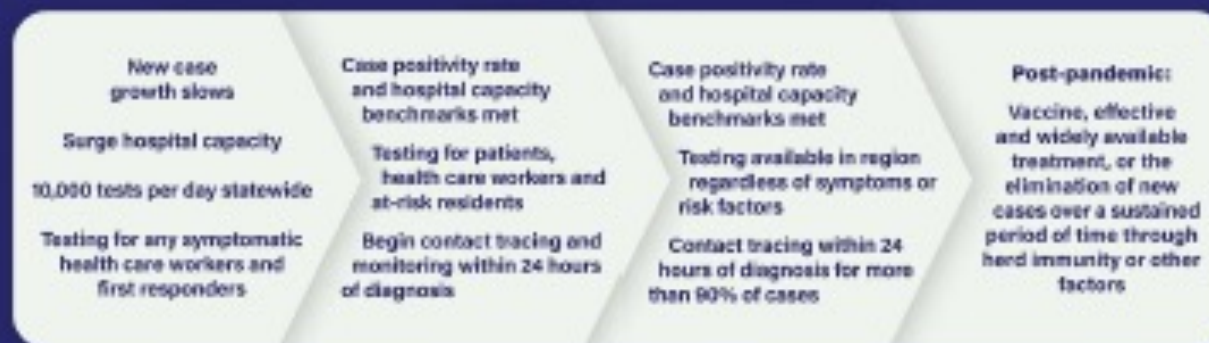 New case
growth slows
Surge hospital capacity
10,000 tests per day statewide
Testing for any symptomatic
health care workers and
first responders
Case positivity rate
and hospital capacity
benchmarks met
Testing for patients,
health care workers and
at-risk residents
Begin contact tracing and
monitoring within 24 hours
of diagnosis
Case positivity rate
and hospital capacity
benchmarks met
Testing available in region
regardless of symptoms or
risk factors
Contact tracing within 24
hours of diagnosis for more
than 90% of cases
Post-pandemic:
Vaccine, effective
and widely available
treatment, or the
elimination of new
cases over a sustained
period of time through
herd immunity or other
factors